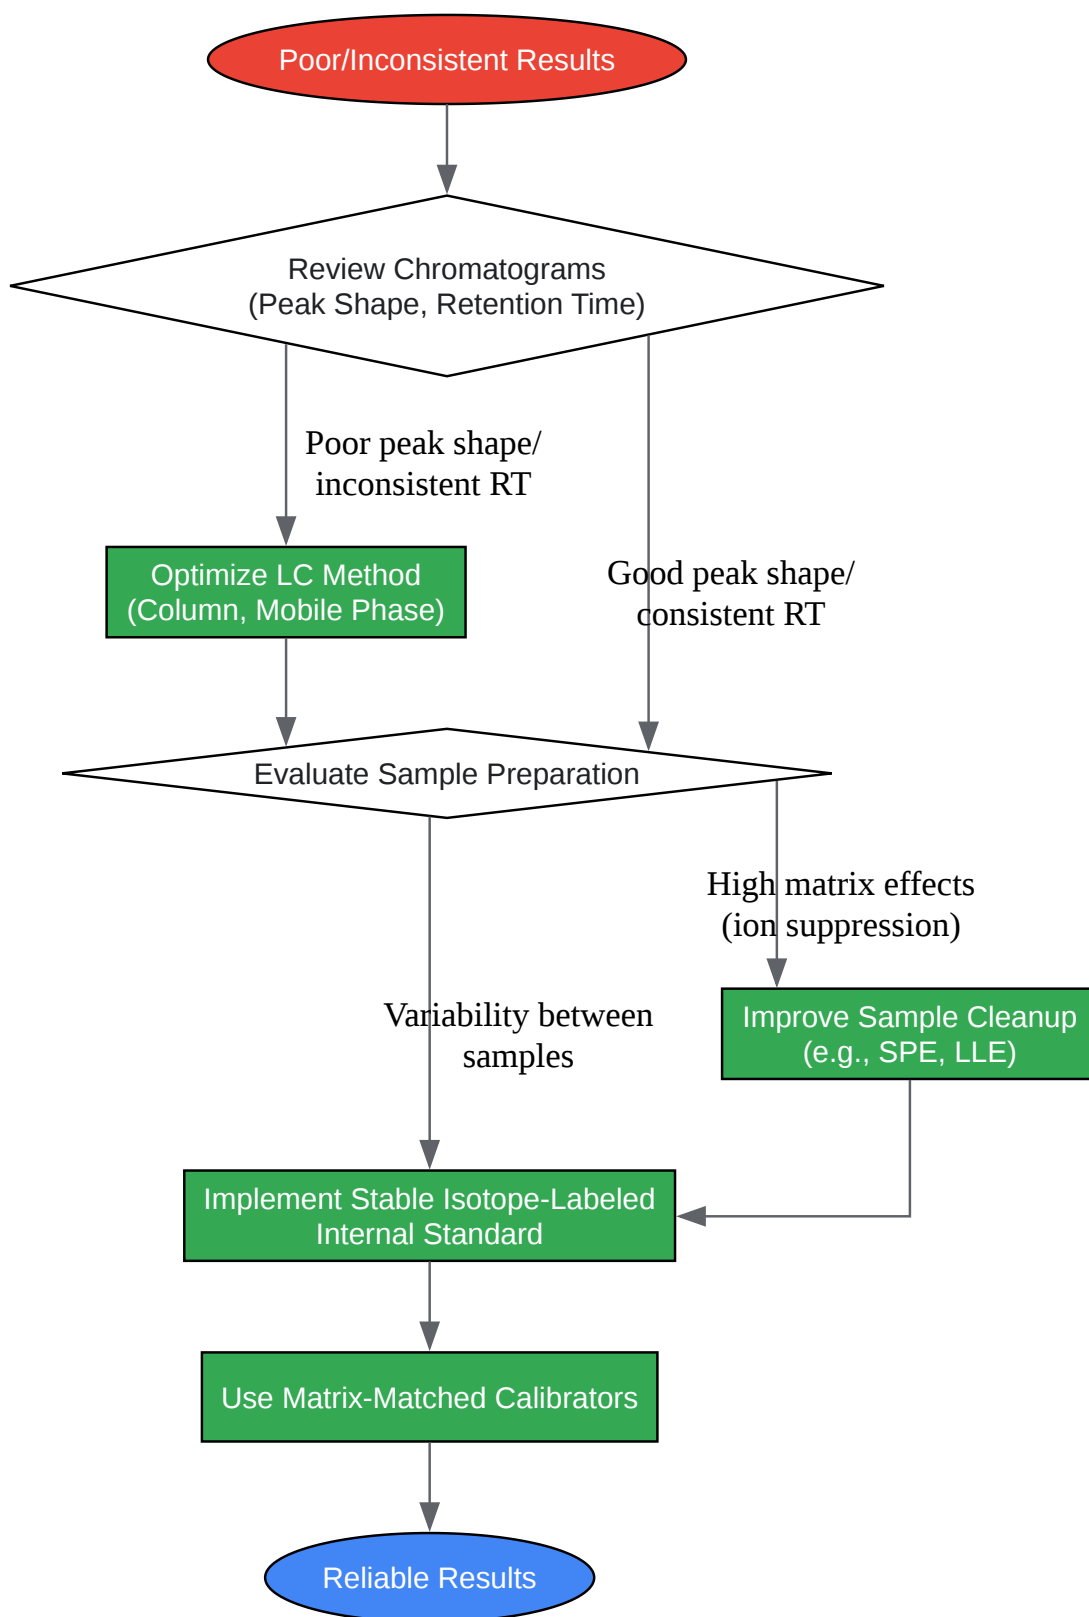 Poor/Inconsistent Results
Review Chromatograms
(Peak Shape, Retention Time)
Poor peak shape/
inconsistent RT
Optimize LC Method
(Column, Mobile Phase)
Good peak shape/
consistent RT
Evaluate Sample Preparation
High matrix effects
(ion suppression)
Variability between
samples
Improve Sample Cleanup
(e.g., SPE, LLE)
Implement Stable Isotope-Labeled
Internal Standard
Use Matrix-Matched Calibrators
Reliable Results